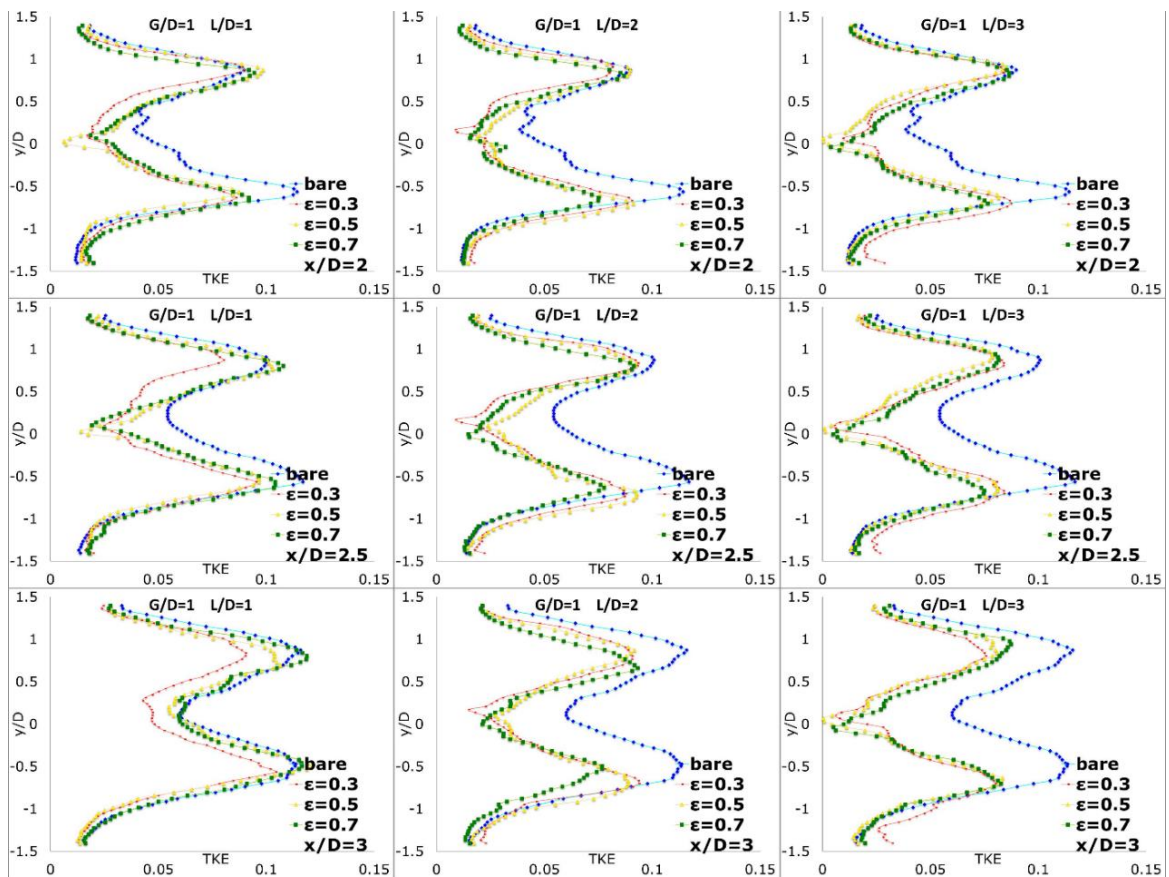 G/D=1 L/D=1
1.5
1
0.5
y/D
0
-0.5
-1
-1.5
bare
ε=0.3
ε=0.5
ε=0.7
x/D=2
0
0.05
TKE
0.1
0.15
G/D=1 L/D=2
bare
ε=0.3
ε=0.5
ε=0.7
x/D=2
0
0.05
TKE
0.1
0.15
G/D=1 L/D=3
1.5
1
0.5
y/D
0
-0.5
-1
-1.5
bare
ε=0.3
ε=0.5
ε=0.7
x/D=2
0
0.05
TKE
0.1
0.15
G/D=1 L/D=1
1.5
1
0.5
y/D
0
-0.5
-1
-1.5
bare
ε=0.3
ε=0.5
ε=0.7
x/D=2.5
0
0.05
TKE
0.1
0.15
G/D=1 L/D=2
1.5
1
0.5
y/D
0
-0.5
-1
-1.5
bare
ε=0.3
ε=0.5
ε=0.7
x/D=2.5
0
0.05
TKE
0.1
0.15
G/D=1 L/D=3
1.5
1
0.5
y/D
0
-0.5
-1
-1.5
bare
ε=0.3
ε=0.5
ε=0.7
x/D=2.5
0
0.05
TKE
0.1
0.15
G/D=1 L/D=1
1.5
1
0.5
y/D
0
-0.5
-1
-1.5
bare
ε=0.3
ε=0.5
ε=0.7
x/D=3
0
0.05
TKE
0.1
0.15
G/D=1 L/D=2
1.5
1
0.5
y/D
0
-0.5
-1
-1.5
bare
ε=0.3
ε=0.5
ε=0.7
x/D=3
0
0.05
TKE
0.1
0.15
G/D=1 L/D=3
1.5
1
0.5
y/D
0
-0.5
-1
-1.5
bare
ε=0.3
ε=0.5
ε=0.7
x/D=3
0
0.05
TKE
0.1
0.15